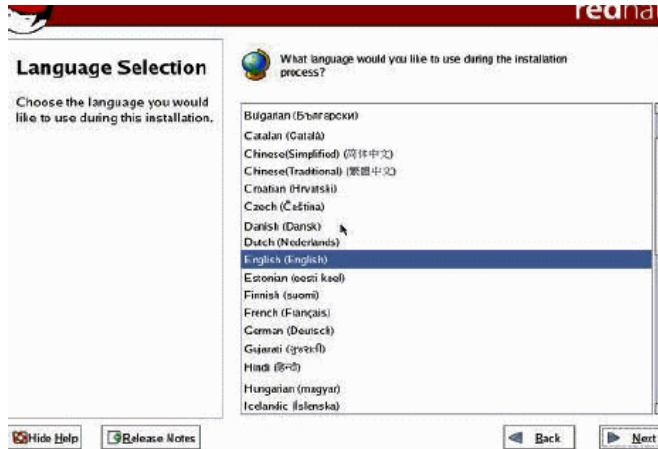 redhat
Language Selection
Choose the language you would
like to use during this installation.
What language would you like to use during the installation
process?
Bulgarian (Български)
Catalan (Català)
Chinese(Simplified) (简体中文)
Chinese(Traditional) (繁體中文)
Croatian (Hrvatski)
Czech (Čeština)
Danish (Dansk)
Dutch (Nederlands)
English (English)
Estonian (eesti keel)
Finnish (suomi)
French (Français)
German (Deutsch)
Gujarati (ગુજરાતી)
Hindi (हिन्दी)
Hungarian (magyar)
Icelandic (Íslenska)
Hide Help
Release Notes
Back
Next